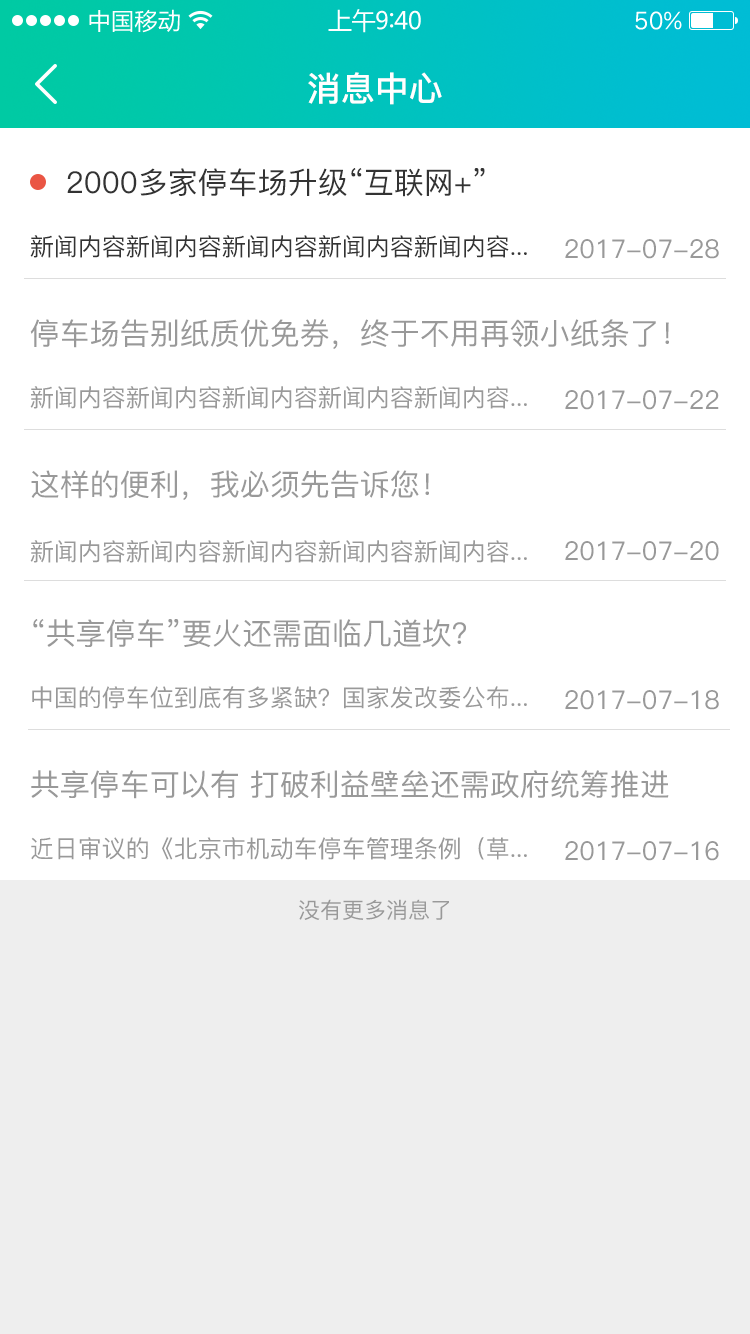 中国移动 上午9:40 50%
消息中心
2000多家停车场升级“互联网+”
新闻内容新闻内容新闻内容新闻内容新闻内容... 2017-07-28
停车场告别纸质优免券，终于不用再领小纸条了！
新闻内容新闻内容新闻内容新闻内容新闻内容... 2017-07-22
这样的便利，我必须先告诉您！
新闻内容新闻内容新闻内容新闻内容新闻内容... 2017-07-20
“共享停车”要火还需面临几道坎？
中国的停车位到底有多紧缺？国家发改委公布... 2017-07-18
共享停车可以有 打破利益壁垒还需政府统筹推进
近日审议的《北京市机动车停车管理条例（草... 2017-07-16
没有更多消息了